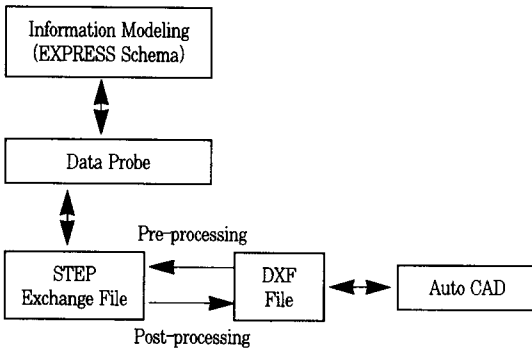 Information Modeling
(EXPRESS Schema)
Data Probe
Pre-processing
STEP
Exchange File
DXF
File
Auto CAD
Post-processing